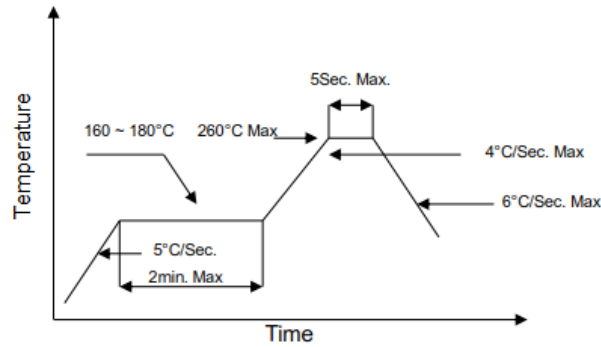 5Sec. Max.
160 ~ 180°C
260°C Max
4°C/Sec. Max
6°C/Sec. Max
5°C/Sec.
2min. Max
Temperature
Time